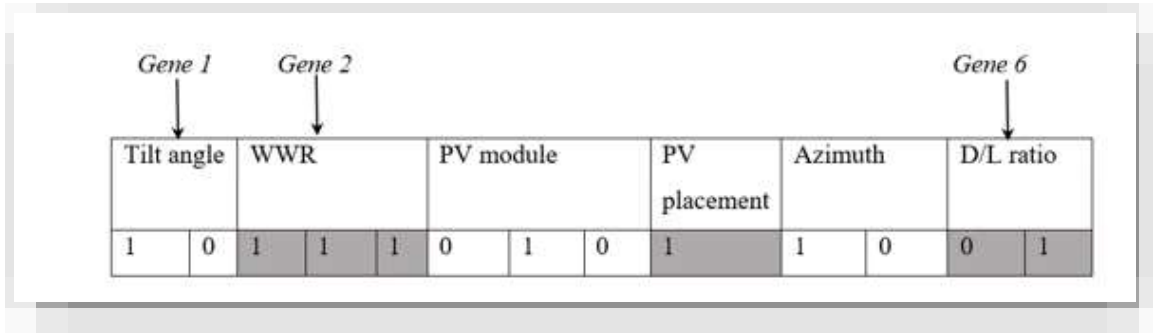 Gene 1 Gene 2 Gene 6
Tilt angle WWR PV module PV Azimuth D/L ratio
placement
1 0 1 1 1 0 1 0 1 1 0 0 1